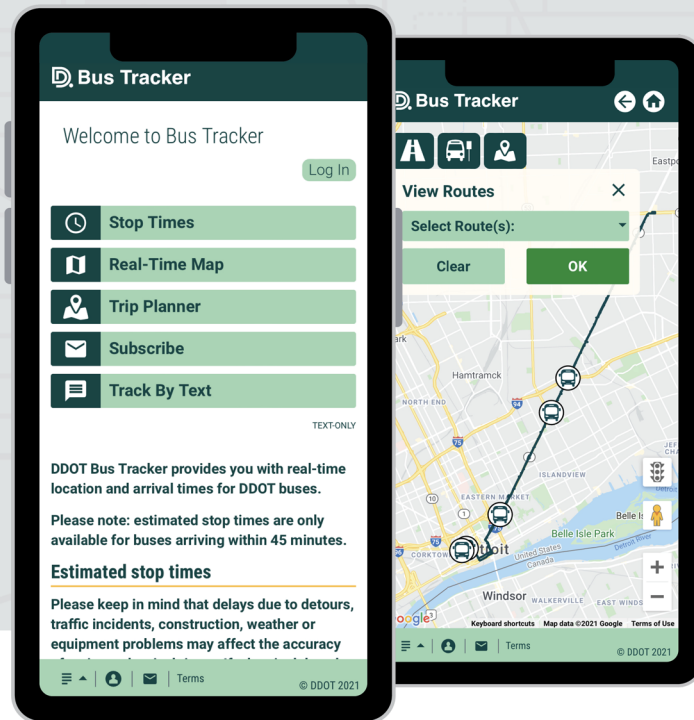 D. Bus Tracker
Welcome to Bus Tracker
Log In
Stop Times
Real-Time Map
Trip Planner
Subscribe
Track By Text
TEXT-ONLY
DDOT Bus Tracker provides you with real-time
location and arrival times for DDOT buses.
Please note: estimated stop times are only
available for buses arriving within 45 minutes.
Estimated stop times
Please keep in mind that delays due to detours,
traffic incidents, construction, weather or
equipment problems may affect the accuracy
Terms
© DDOT 2021
D. Bus Tracker
View Routes
Select Route(s):
Clear
OK
Hamtramck
NORTH END
94
75
ISLANDVIEW
10
EASTERN MARKET
1
75
Belle Isle Park
Detroit River
United States
Canada
Windsor
WALKERVILLE
Keyboard shortcuts
Map data ©2021 Google
Terms of Use
Terms
© DDOT 2021